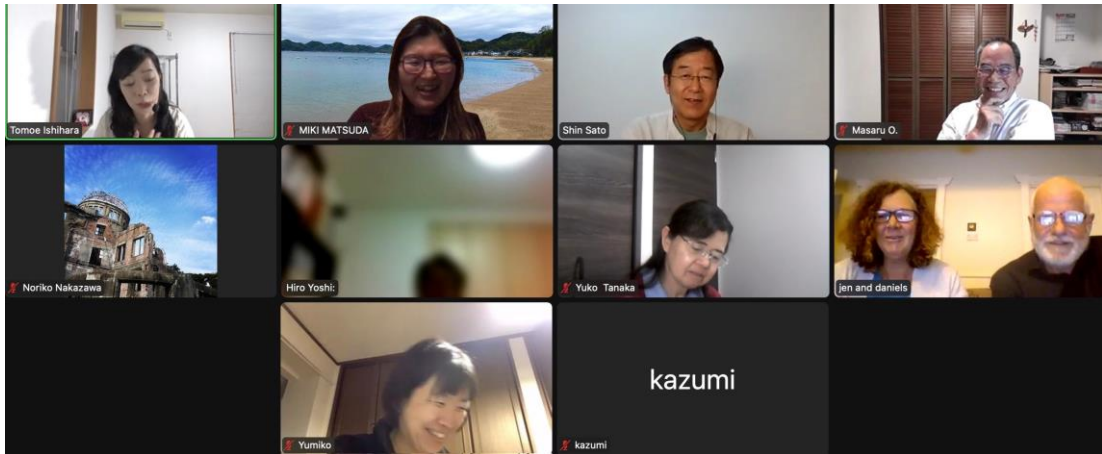 Tomoe Ishihara
MIKI MATSUDA
Shin Sato
Masaru O.
Noriko Nakazawa
Hiro Yoshi:
Yuko Tanaka
jen and daniels
Yumiko
kazumi
kazumi